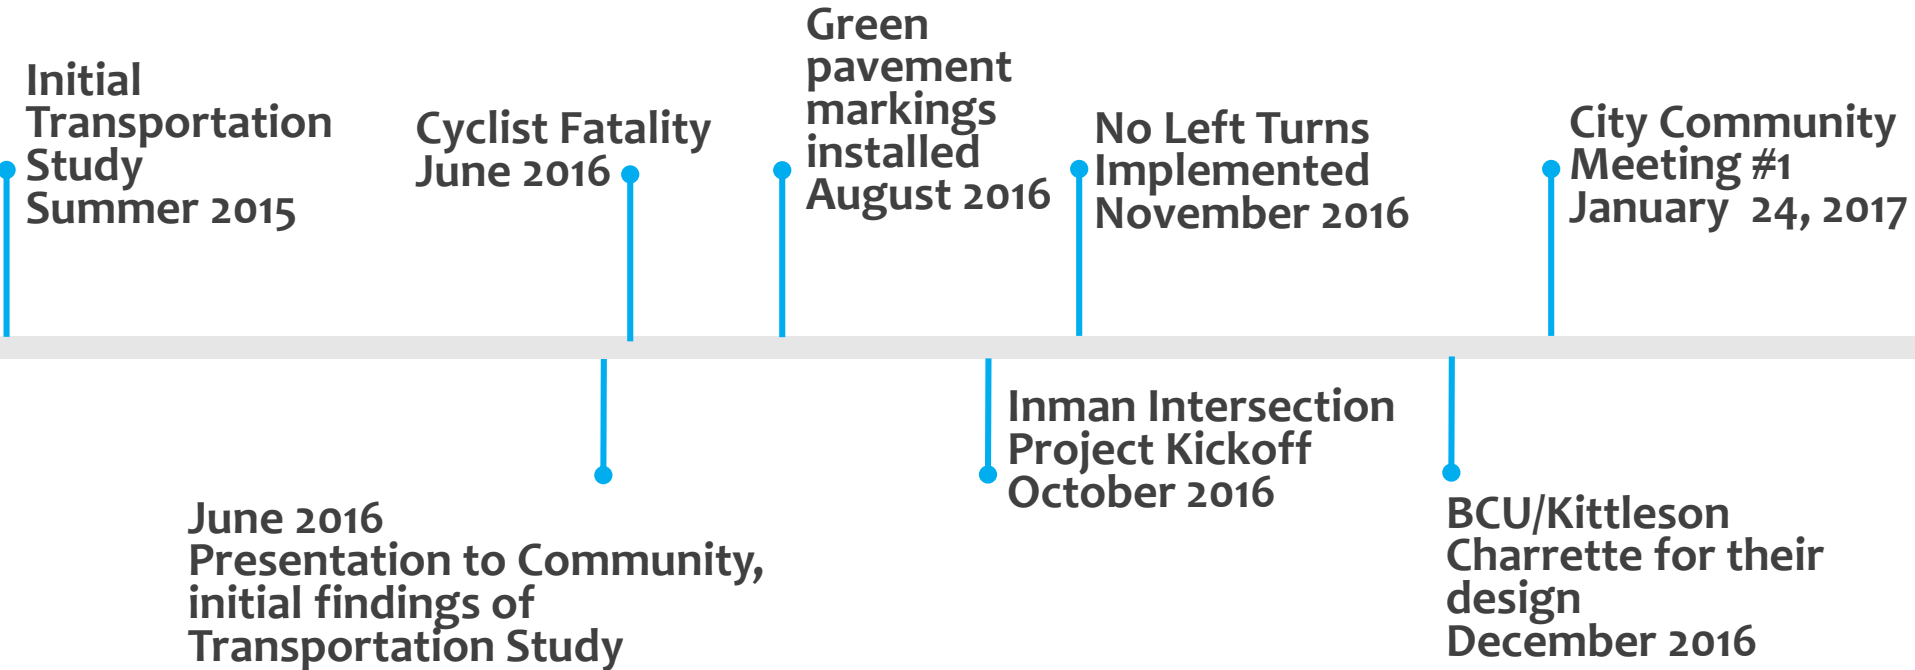 Initial
Transportation
Study
Summer 2015
Cyclist Fatality
June 2016
Green
pavement
markings
installed
August 2016
No Left Turns
Implemented
November 2016
City Community
Meeting #1
January  24, 2017
June 2016
Presentation to Community,
initial findings of
Transportation Study
Inman Intersection
Project Kickoff
October 2016
BCU/Kittleson
Charrette for their
design
December 2016